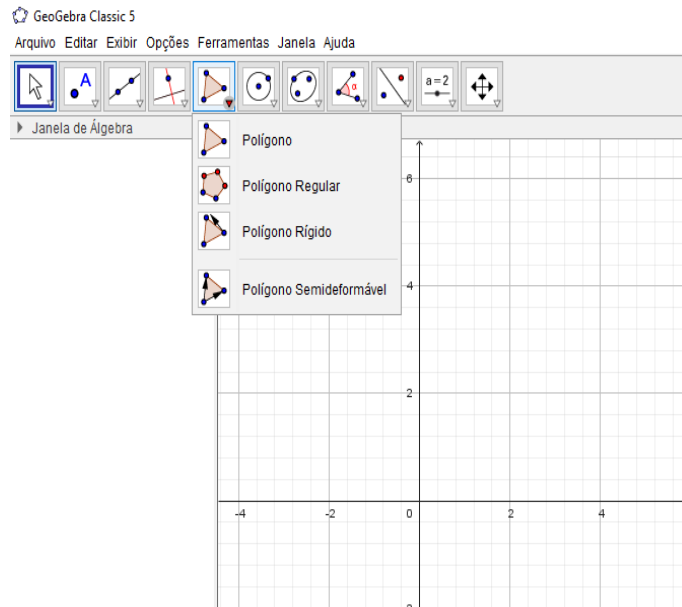 GeoGebra Classic 5
Arquivo Editar Exibir Opções Ferramentas Janela Ajuda
A
α
a=2
Janela de Álgebra
Polígono
Polígono Regular
Polígono Rígido
Polígono Semideformável
6
4
2
-4 -2 0 2 4